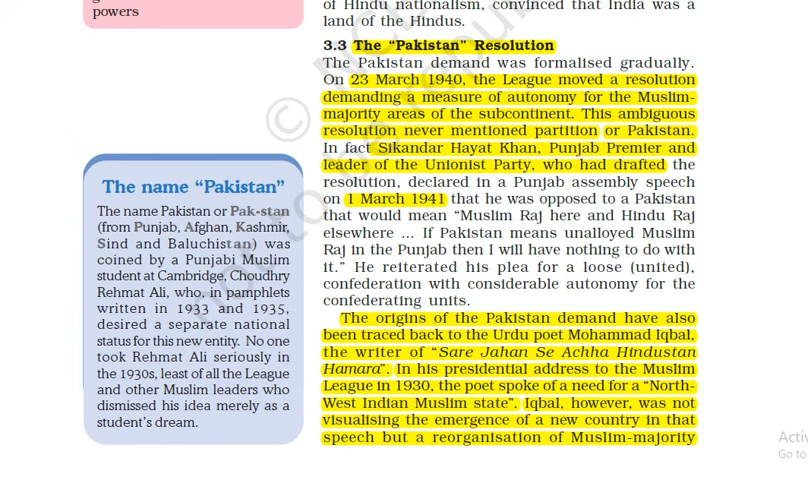 powers
of Hindu nationalism, convinced that India was a
land of the Hindus.
3.3 The “Pakistan” Resolution
The Pakistan demand was formalised gradually.
On 23 March 1940, the League moved a resolution
demanding a measure of autonomy for the Muslim-
majority areas of the subcontinent. This ambiguous
resolution never mentioned partition or Pakistan.
In fact Sikandar Hayat Khan, Punjab Premier and
leader of the Unionist Party, who had drafted the
resolution, declared in a Punjab assembly speech
on 1 March 1941 that he was opposed to a Pakistan
that would mean “Muslim Raj here and Hindu Raj
elsewhere ... If Pakistan means unalloyed Muslim
Raj in the Punjab then I will have nothing to do with
it.” He reiterated his plea for a loose (united),
confederation with considerable autonomy for the
confederating units.
The origins of the Pakistan demand have also
been traced back to the Urdu poet Mohammad Iqbal,
the writer of “Sare Jahan Se Achha Hindustan
Hamara”. In his presidential address to the Muslim
League in 1930, the poet spoke of a need for a “North-
West Indian Muslim state”. Iqbal, however, was not
visualising the emergence of a new country in that
speech but a reorganisation of Muslim-majority
The name “Pakistan”
The name Pakistan or Pak-stan
(from Punjab, Afghan, Kashmir,
Sind and Baluchistan) was
coined by a Punjabi Muslim
student at Cambridge, Choudhry
Rehmat Ali, who, in pamphlets
written in 1933 and 1935,
desired a separate national
status for this new entity. No one
took Rehmat Ali seriously in
the 1930s, least of all the League
and other Muslim leaders who
dismissed his idea merely as a
student’s dream.
© NC
not to be repu
Activ
Go to